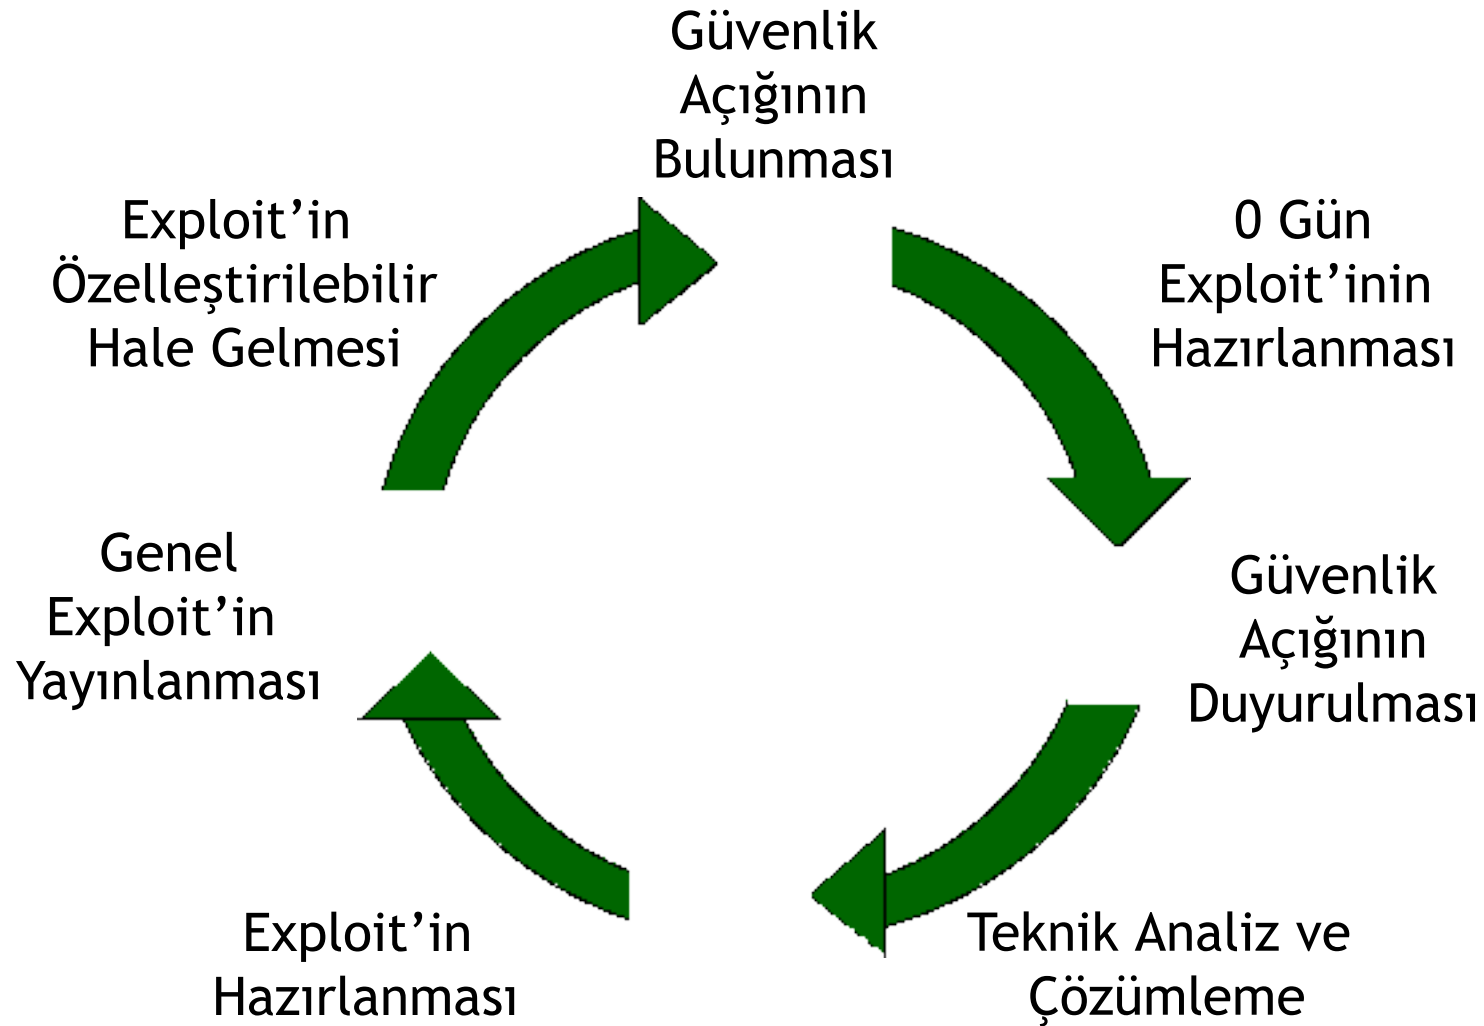 Güvenlik
Açığının
Bulunması
0 Gün
Exploit’inin
Hazırlanması
Güvenlik
Açığının
Duyurulması
Teknik Analiz ve
Çözümleme
Exploit’in
Hazırlanması
Genel
Exploit’in
Yayınlanması
Exploit’in
Özelleştirilebilir
Hale Gelmesi